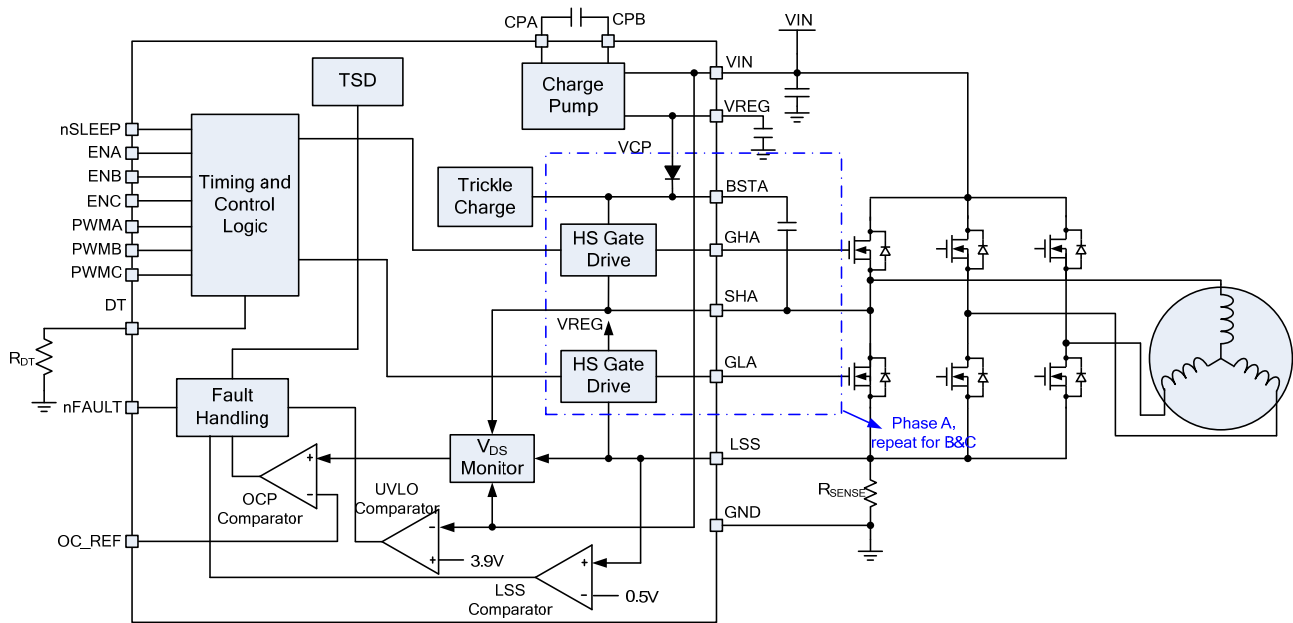 CPA
CPB
VIN
TSD
Charge
Pump
VIN
VREG
nSLEEP
ENA
ENB
ENC
PWMA
PWMB
PWMC
DT
Timing and
Control
Logic
VCP
Trickle
Charge
BSTA
HS Gate
Drive
GHA
SHA
VREG
HS Gate
Drive
GLA
RDT
nFAULT
Fault
Handling
Phase A,
repeat for B&C
VDS
Monitor
LSS
OCP
Comparator
+
−
UVLO
Comparator
−
+
3.9V
RSENSE
GND
OC_REF
LSS
Comparator
+
−
0.5V